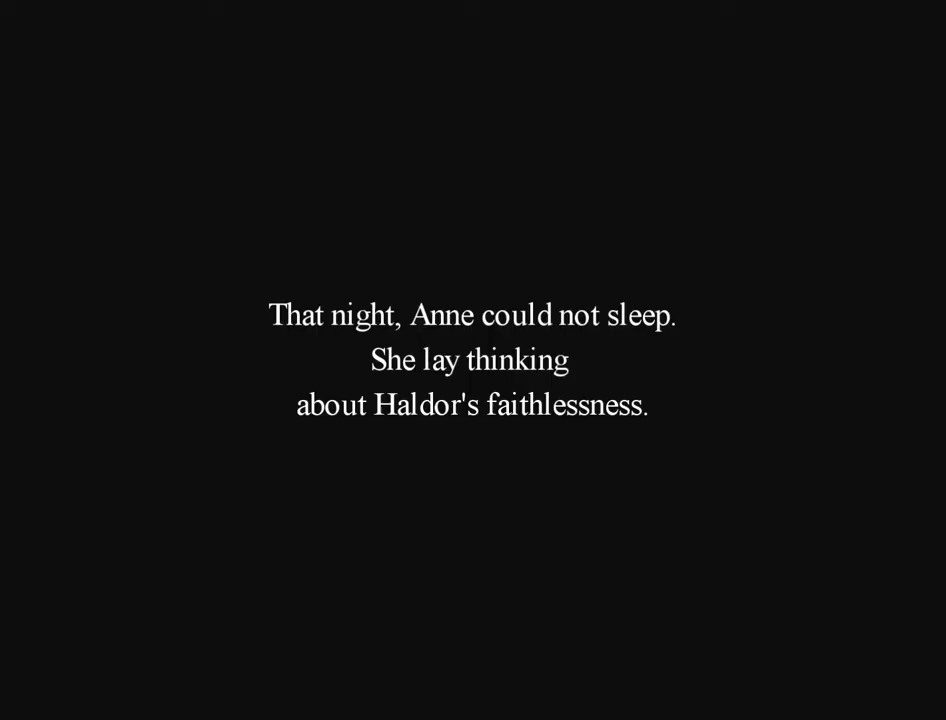 That night, Anne could not sleep.
She lay thinking
about Haldor's faithlessness.